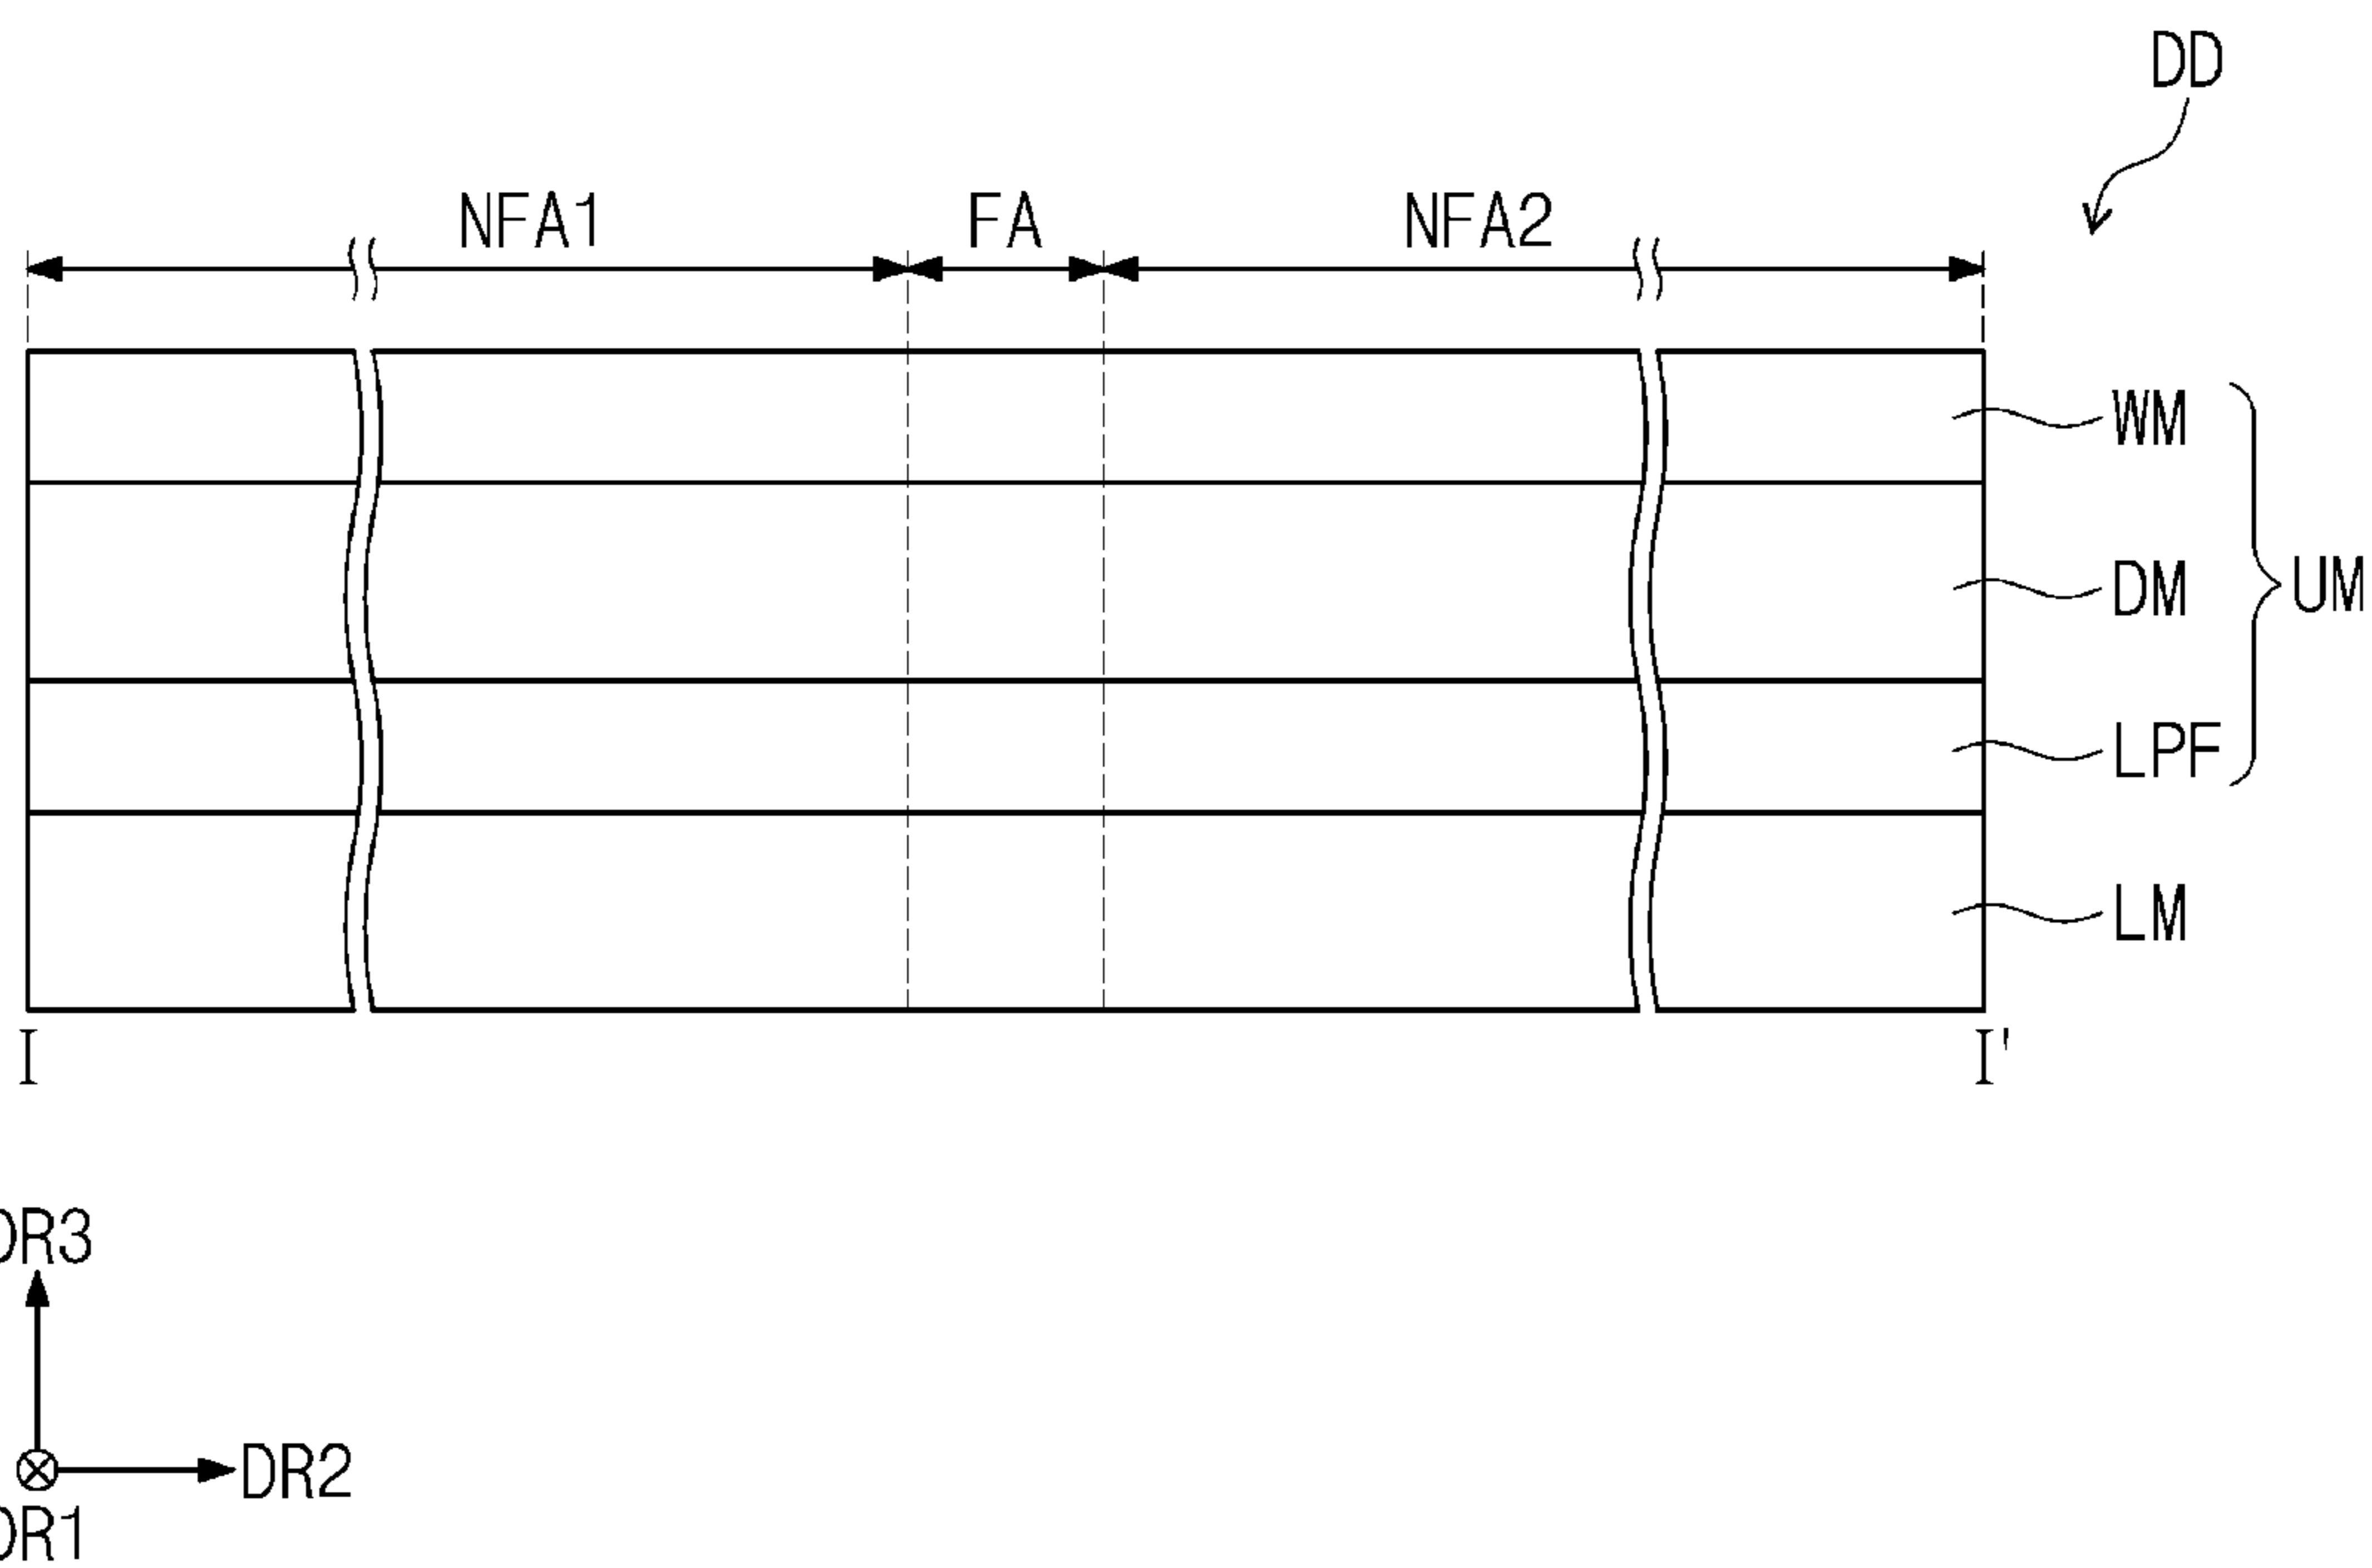 DD
NFA1 FA NFA2
WM
DM
UM
LPF
LM
I I'
DR3
DR2
DR1